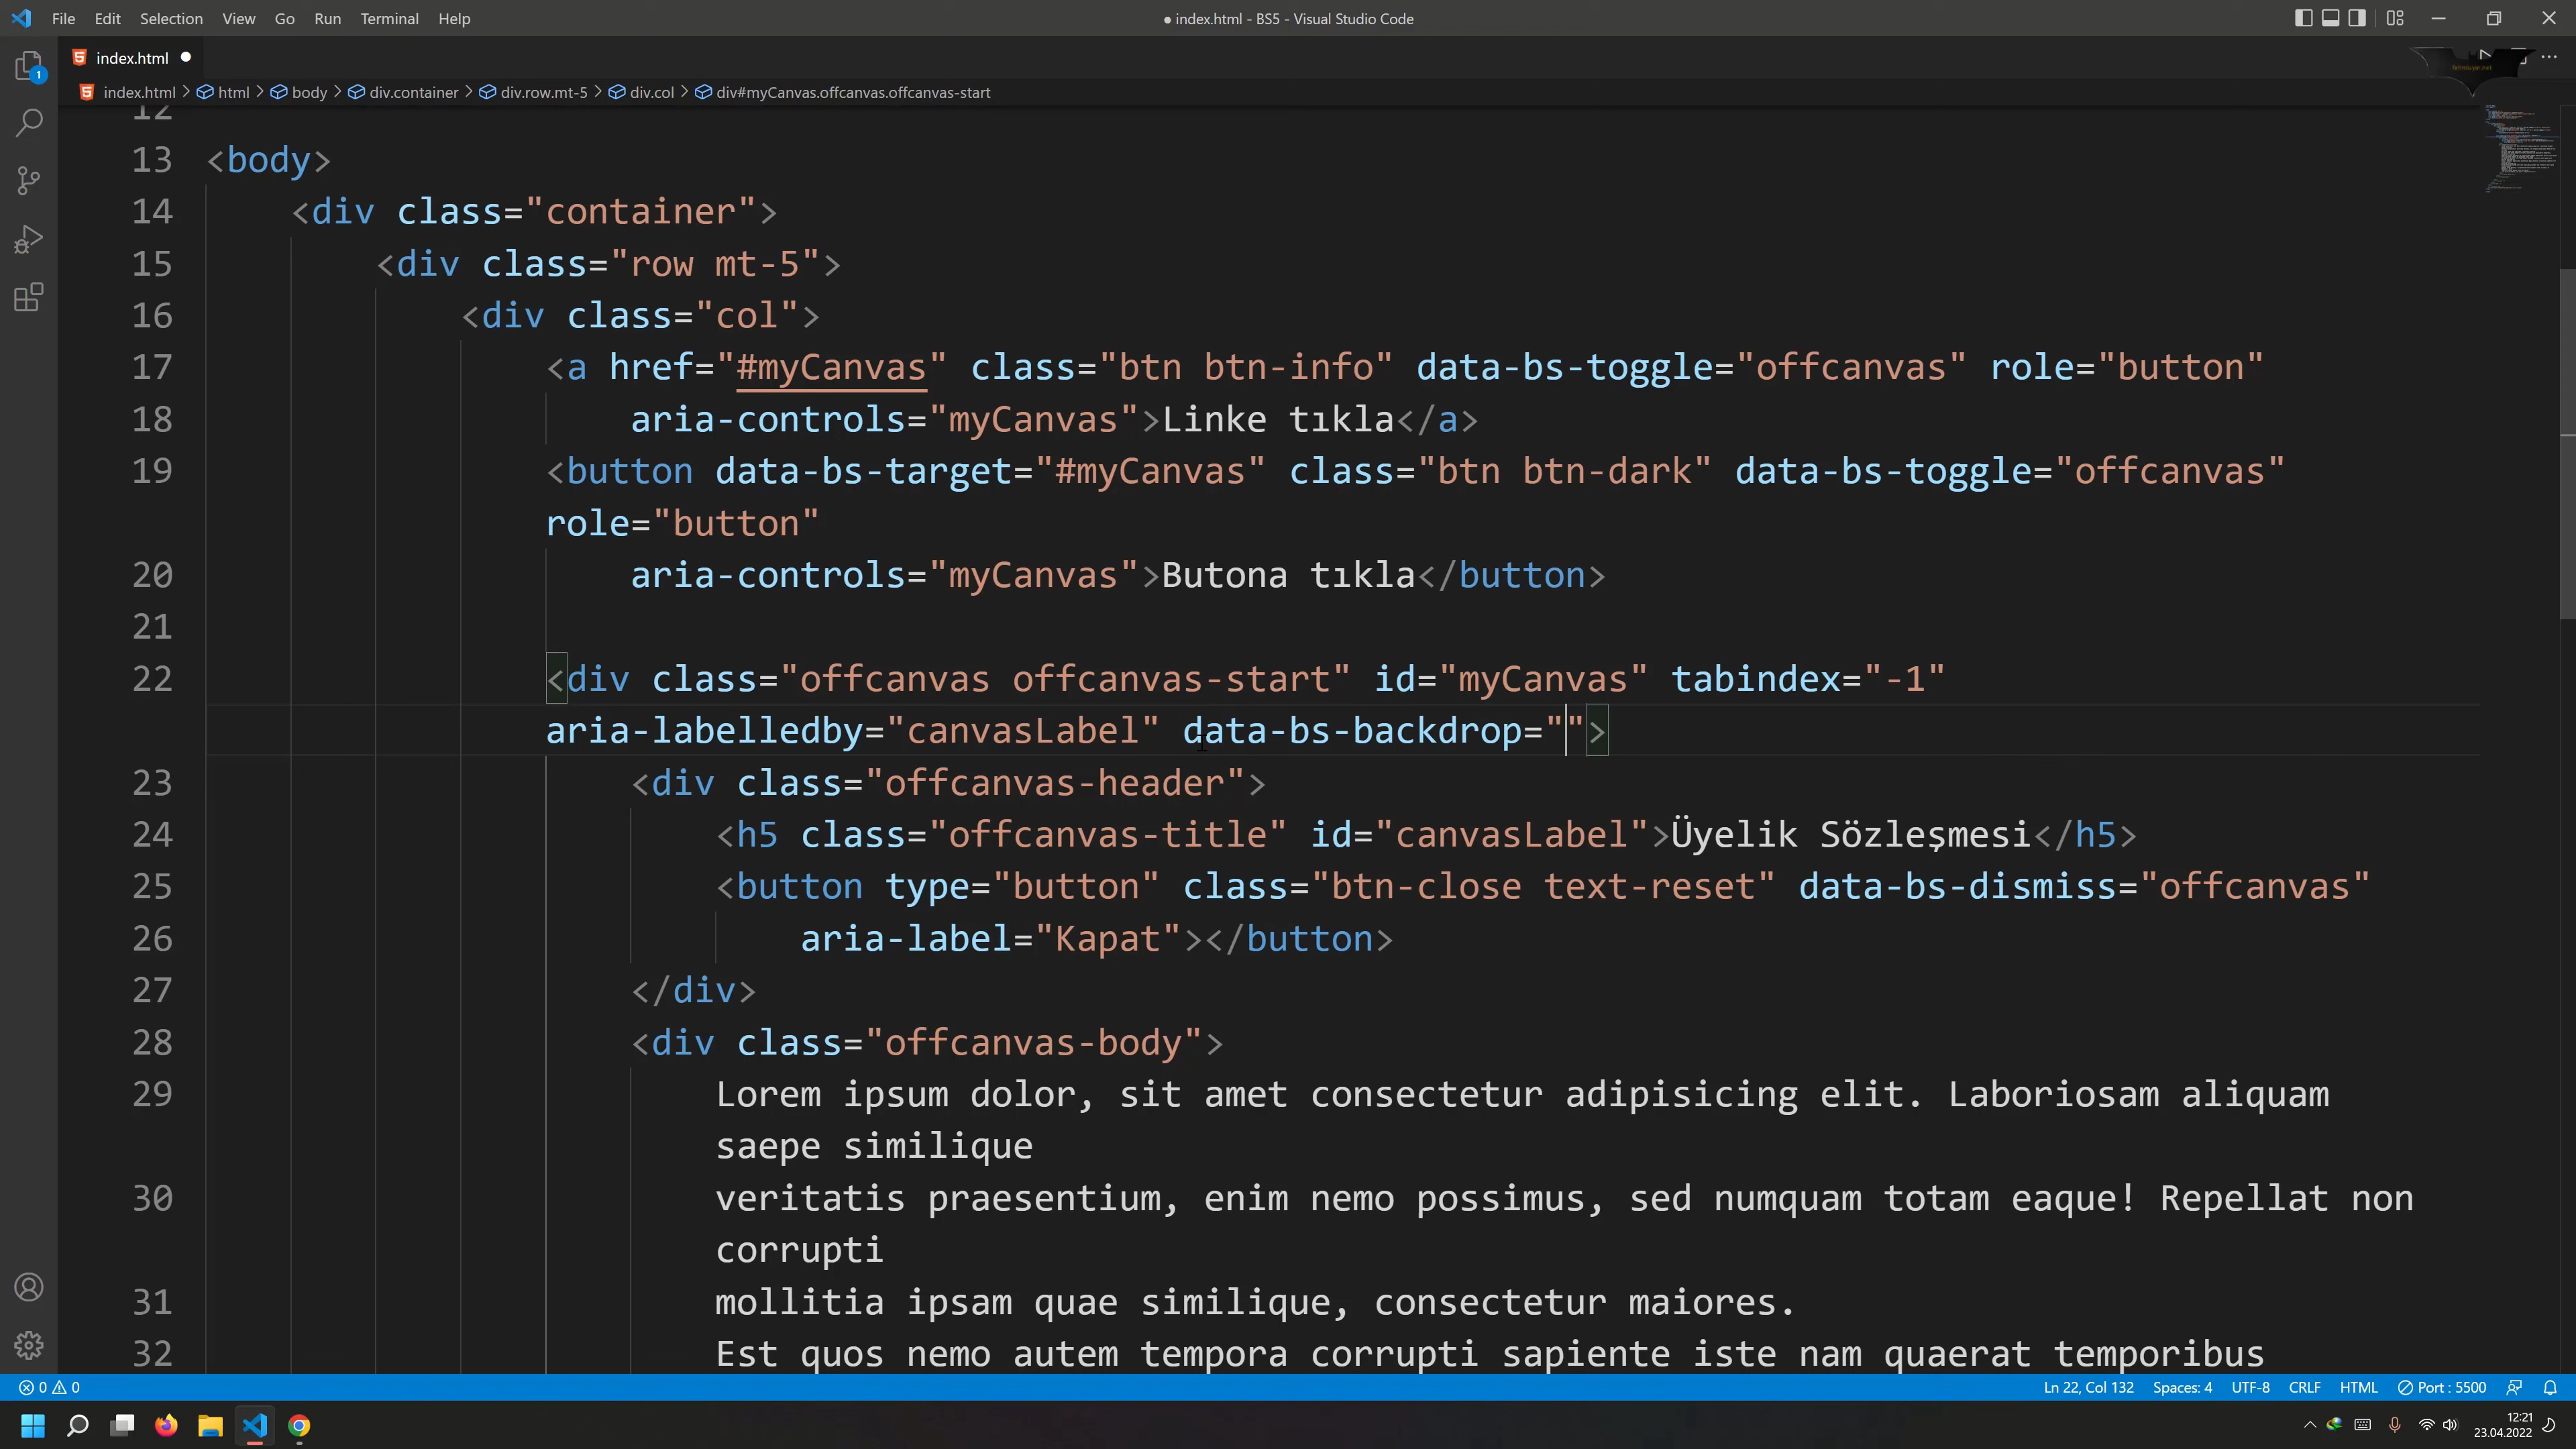 File Edit Selection View Go Run Terminal Help
● index.html - BS5 - Visual Studio Code
index.html ●
index.html > html > body > div.container > div.row.mt-5 > div.col > div#myCanvas.offcanvas.offcanvas-start
1
12
13 <body>
14 <div class="container">
15 <div class="row mt-5">
16 <div class="col">
17 <a href="#myCanvas" class="btn btn-info" data-bs-toggle="offcanvas" role="button"
18 aria-controls="myCanvas">Linke tıkla</a>
19 <button data-bs-target="#myCanvas" class="btn btn-dark" data-bs-toggle="offcanvas"
role="button"
20 aria-controls="myCanvas">Butona tıkla</button>
21
22 <div class="offcanvas offcanvas-start" id="myCanvas" tabindex="-1"
aria-labelledby="canvasLabel" data-bs-backdrop="">
23 <div class="offcanvas-header">
24 <h5 class="offcanvas-title" id="canvasLabel">Üyelik Sözleşmesi</h5>
25 <button type="button" class="btn-close text-reset" data-bs-dismiss="offcanvas"
26 aria-label="Kapat"></button>
27 </div>
28 <div class="offcanvas-body">
29 Lorem ipsum dolor, sit amet consectetur adipisicing elit. Laboriosam aliquam
saepe similique
30 veritatis praesentium, enim nemo possimus, sed numquam totam eaque! Repellat non
corrupti
31 mollitia ipsam quae similique, consectetur maiores.
32 Est quos nemo autem tempora corrupti sapiente iste nam quaerat temporibus
0 0
Ln 22, Col 132 Spaces: 4 UTF-8 CRLF HTML Port : 5500
12:21
23.04.2022